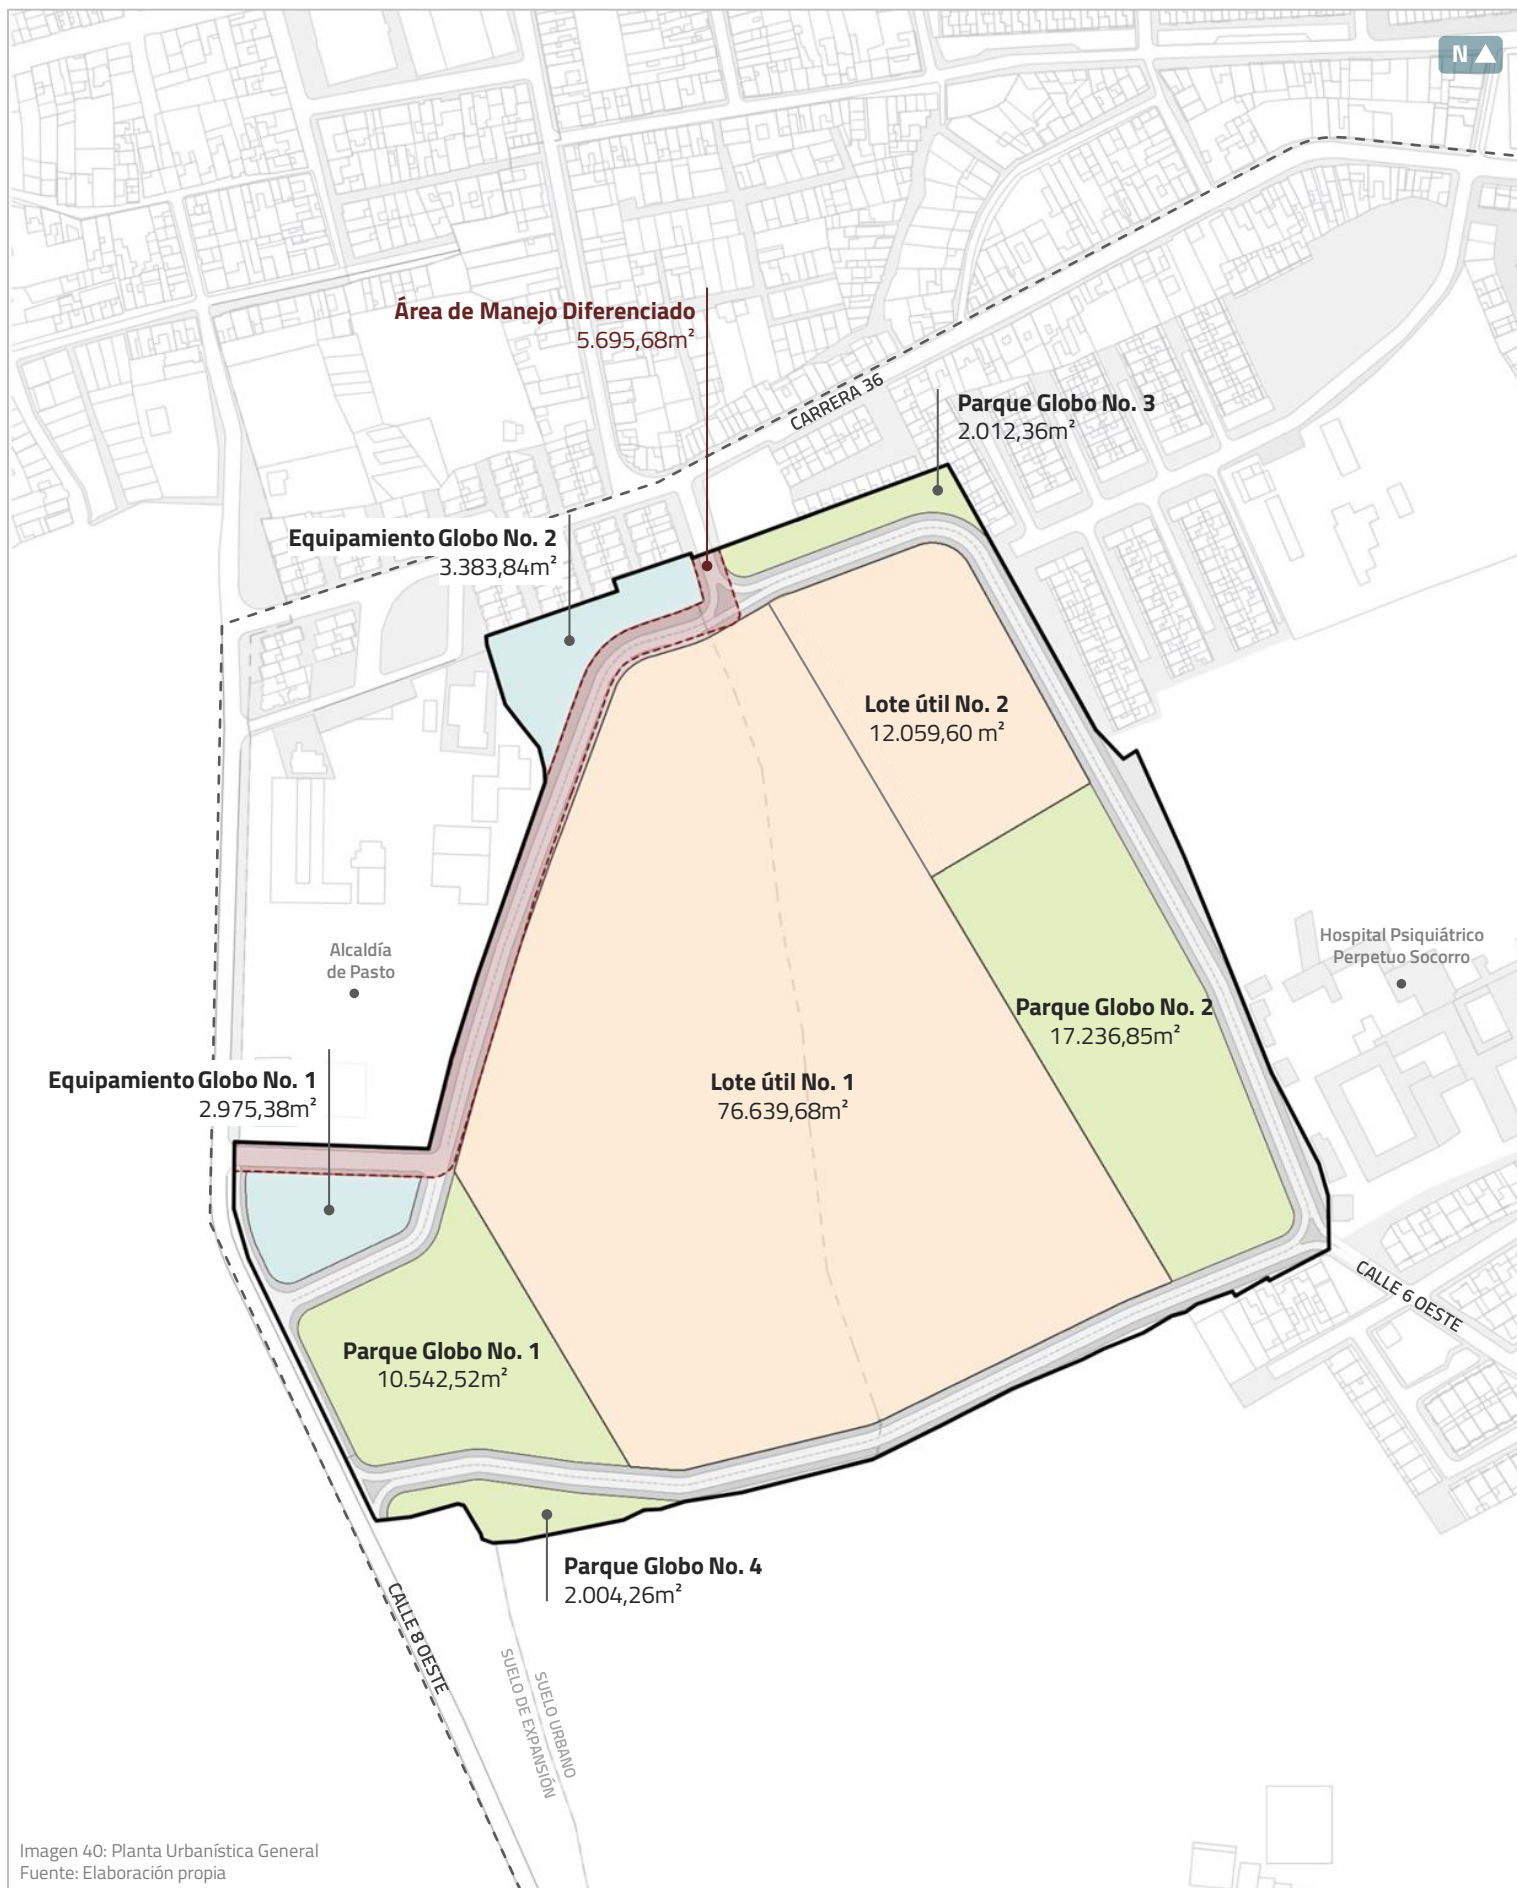 N
Área de Manejo Diferenciado
5.695,68m²
CARRERA 36
Parque Globo No. 3
2.012,36m²
Equipamiento Globo No. 2
3.383,84m²
Lote útil No. 2
12.059,60 m²
Alcaldía
de Pasto
Hospital Psiquiátrico
Perpetuo Socorro
Parque Globo No. 2
17.236,85m²
Equipamiento Globo No. 1
2.975,38m²
Lote útil No. 1
76.639,68m²
CALLE 6 OESTE
Parque Globo No. 1
10.542,52m²
Parque Globo No. 4
2.004,26m²
CALLE 8 OESTE
SUELO URBANO
SUELO DE EXPANSIÓN
Imagen 40: Planta Urbanística General
Fuente: Elaboración propia